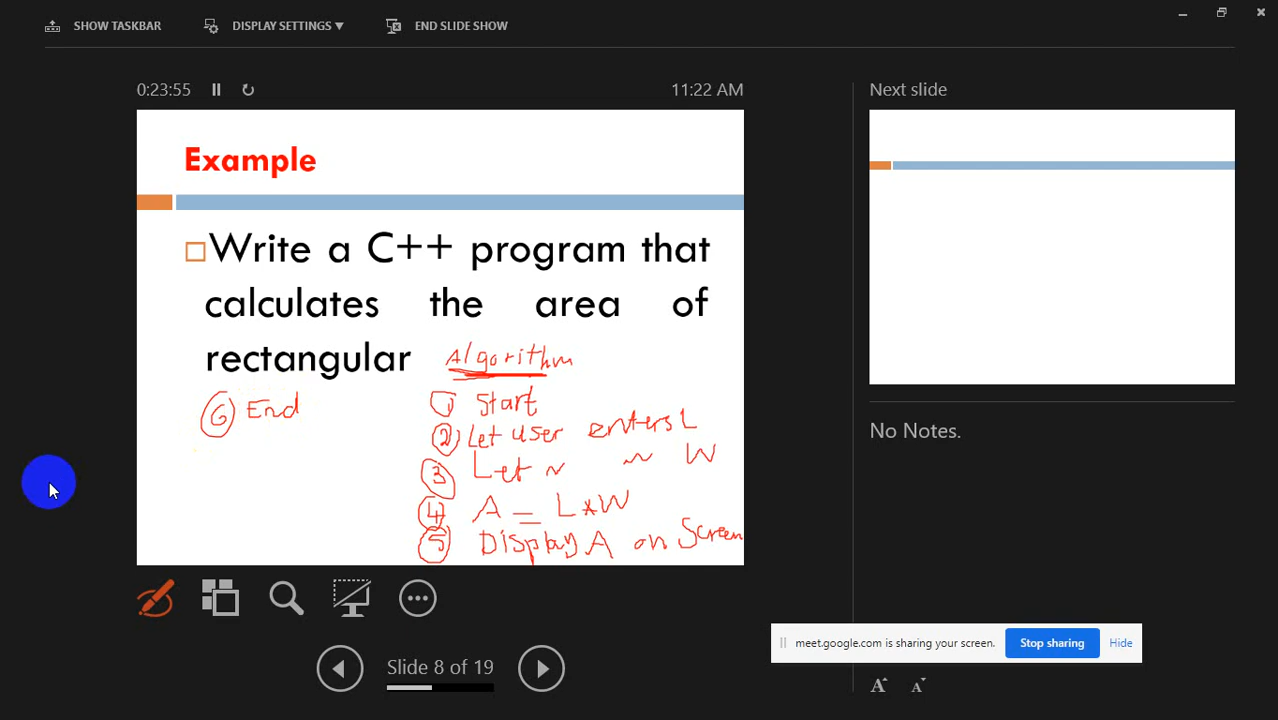 SHOW TASKBAR
DISPLAY SETTINGS ▼
END SLIDE SHOW
0:23:55
11:22 AM
Next slide
Example
Write a C++ program that
calculates the area of
rectangular
Algorithm
① Start
② Let user enters L
③ Let ~ ~ W
④ A = L*W
⑤ Display A on Screen
⑥ End
No Notes.
meet.google.com is sharing your screen.
Stop sharing
Hide
Slide 8 of 19
A A